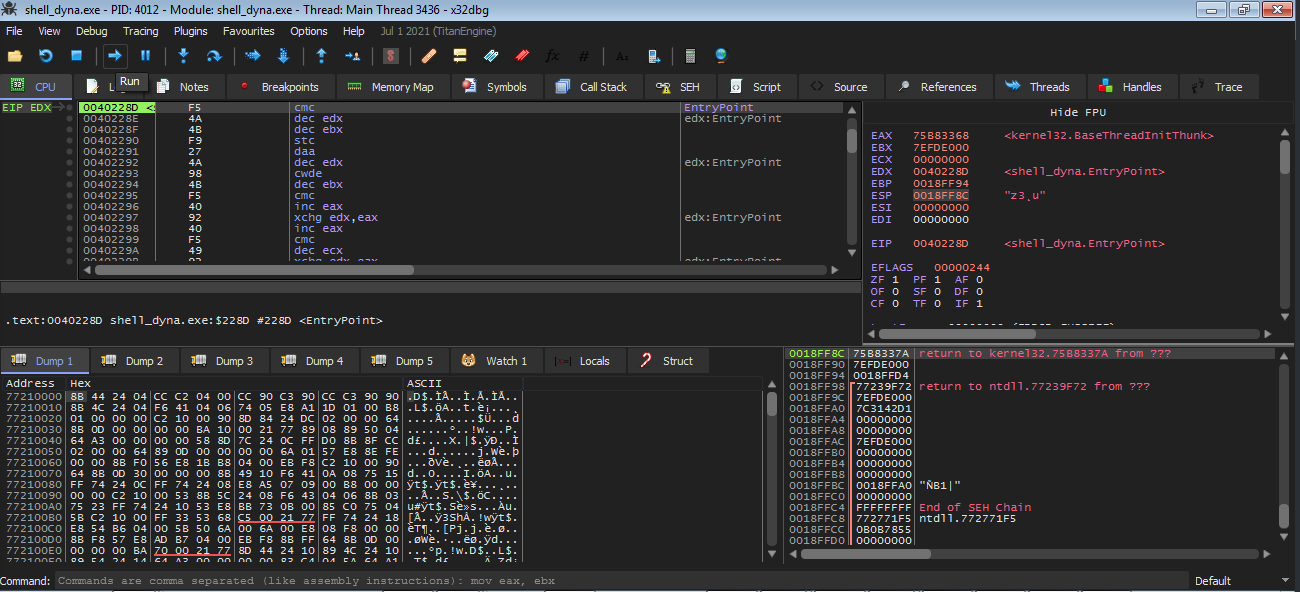 shell_dyna.exe - PID: 4012 - Module: shell_dyna.exe - Thread: Main Thread 3436 - x32dbg
File View Debug Tracing Plugins Favourites Options Help Jul 1 2021 (TitanEngine)
CPU Notes Breakpoints Memory Map Symbols Call Stack SEH Script Source References Threads Handles Trace
Run
EIP EDX 0040228D F5 cmc EntryPoint
0040228E 4A dec edx edx:EntryPoint
0040228F 4B dec ebx
00402290 F9 stc
00402291 27 daa
00402292 4A dec edx edx:EntryPoint
00402293 98 cwde
00402294 4B dec ebx
00402295 F5 cmc
00402296 40 inc eax
00402297 92 xchg edx,eax edx:EntryPoint
00402298 40 inc eax
00402299 F5 cmc
0040229A 49 dec ecx
Hide FPU
EAX 75B83368 <kernel32.BaseThreadInitThunk>
EBX 7EFDE000
ECX 00000000
EDX 0040228D <shell_dyna.EntryPoint>
EBP 0018FF94
ESP 0018FF8C "z3¸u"
ESI 00000000
EDI 00000000
EIP 0040228D <shell_dyna.EntryPoint>
EFLAGS 00000244
ZF 1 PF 1 AF 0
OF 0 SF 0 DF 0
CF 0 TF 0 IF 1
.text:0040228D shell_dyna.exe:$228D #228D <EntryPoint>
Dump 1 Dump 2 Dump 3 Dump 4 Dump 5 Watch 1 Locals Struct
Address Hex ASCII
77210000 8B 44 24 04 CC C2 04 00 CC 90 C3 90 CC C3 90 90
77210010 8B 4C 24 04 F6 41 04 06 74 05 E8 A1 1D 01 00 B8
77210020 01 00 00 00 C2 10 00 90 8D 84 24 DC 02 00 00 64
77210030 8B 0D 00 00 00 00 BA 10 00 21 77 89 08 89 50 04
77210040 64 A3 00 00 00 00 58 8D 7C 24 0C FF D0 8B 8F CC
77210050 02 00 00 64 89 0D 00 00 00 00 6A 01 57 E8 8E FE
77210060 00 00 8B F0 56 E8 1B B8 04 00 EB F8 C2 10 00 90
77210070 64 8B 0D 30 00 00 00 8B 49 10 F6 41 0A 08 75 15
77210080 FF 74 24 0C FF 74 24 08 E8 A5 07 09 00 B8 00 00
77210090 00 00 C2 10 00 53 8B 5C 24 08 F6 43 04 06 8B 03
772100A0 75 23 FF 74 24 10 53 E8 BB 73 0B 00 85 C0 75 04
772100B0 5B C2 10 00 FF 33 53 68 C5 00 21 77 FF 74 24 18
772100C0 E8 54 B6 04 00 5B 50 6A 00 6A 00 E8 08 F8 00 00
772100D0 8B F8 57 E8 AD B7 04 00 EB F8 8B FF 64 8B 0D 00
772100E0 00 00 00 BA 70 00 21 77 8D 44 24 10 89 4C 24 10
0018FF8C 75B8337A return to kernel32.75B8337A from ???
0018FF90 7EFDE000
0018FF94 0018FFD4
0018FF98 77239F72 return to ntdll.77239F72 from ???
0018FF9C 7EFDE000
0018FFA0 7C3142D1
0018FFA4 00000000
0018FFA8 00000000
0018FFAC 7EFDE000
0018FFB0 00000000
0018FFB4 00000000
0018FFB8 00000000
0018FFBC 0018FFA0 "ÑB1|"
0018FFC0 00000000
0018FFC4 FFFFFFFF End of SEH Chain
0018FFC8 772771F5 ntdll.772771F5
0018FFCC 0B0B7855
0018FFD0 00000000
Command: Commands are comma separated (like assembly instructions): mov eax, ebx Default